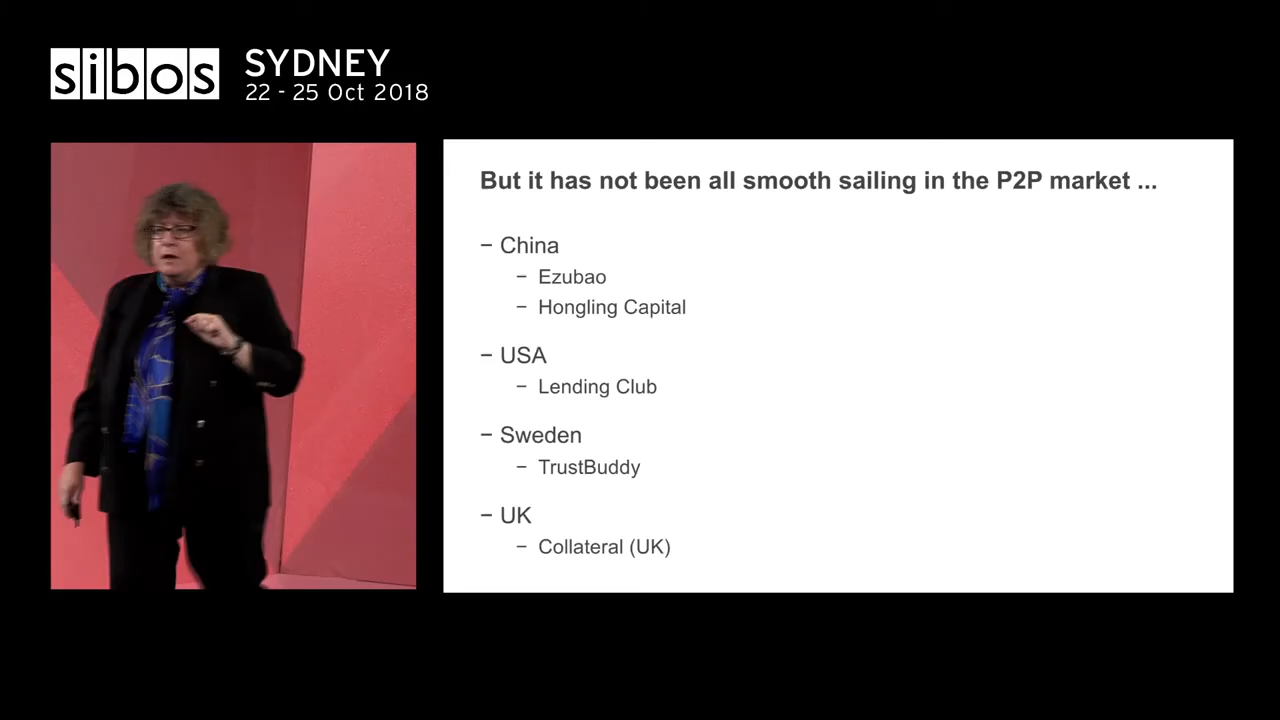 sibos
SYDNEY
22 - 25 Oct 2018
But it has not been all smooth sailing in the P2P market ...
− China
− Ezubao
− Hongling Capital
− USA
− Lending Club
− Sweden
− TrustBuddy
− UK
− Collateral (UK)